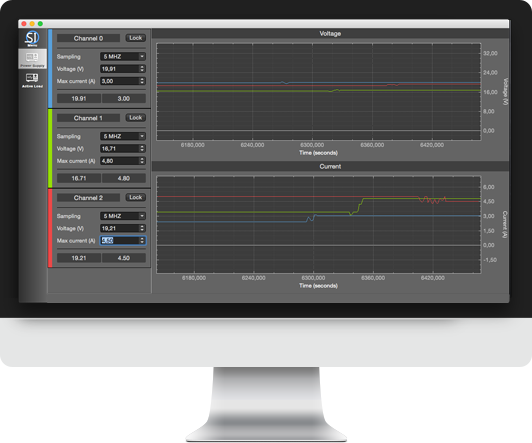 SI
Menu
Power Supply
Active Load
Channel 0
Lock
Sampling 5 MHZ
Voltage (V) 19,91
Max current (A) 3,00
19.91 3.00
Channel 1
Lock
Sampling 5 MHZ
Voltage (V) 16,71
Max current (A) 4,80
16.71 4.80
Channel 2
Lock
Sampling 5 MHZ
Voltage (V) 19,21
Max current (A) 4,50
19.21 4.50
Voltage
32,00
24,00
16,00
8,00
0,00
Voltage (V)
6180,000 6240,000 6300,000 6360,000 6420,000
Time (seconds)
Current
6,00
4,50
3,00
1,50
0,00
-1,50
Current (A)
6180,000 6240,000 6300,000 6360,000 6420,000
Time (seconds)